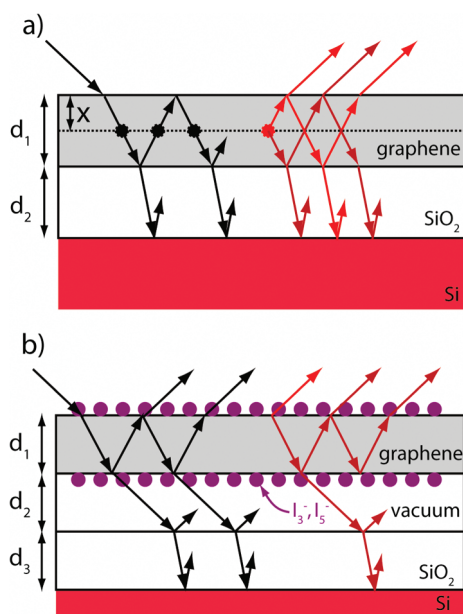 a)
d₁
X
graphene
d₂
SiO₂
Si
b)
d₁
graphene
d₂
I₃⁻, I₅⁻
vacuum
d₃
SiO₂
Si